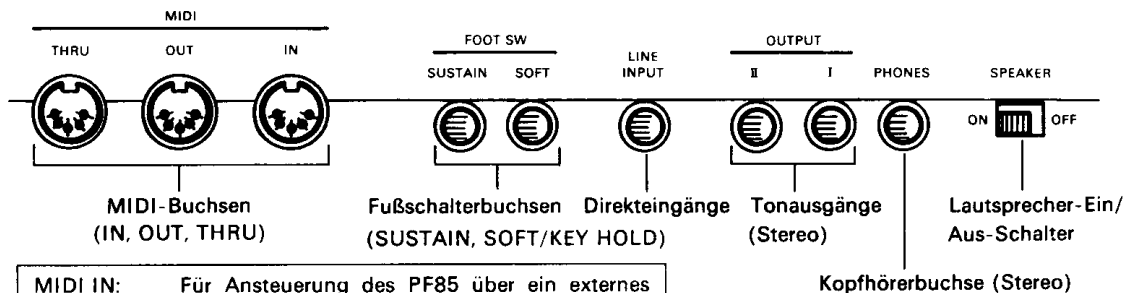 MIDI
THRU OUT IN
FOOT SW
SUSTAIN SOFT
LINE
INPUT
OUTPUT
II I
PHONES
SPEAKER
ON OFF
MIDI-Buchsen
(IN, OUT, THRU)
Fußschalterbuchsen
(SUSTAIN, SOFT/KEY HOLD)
Direkteingänge
Tonausgänge
(Stereo)
Lautsprecher-Ein/
Aus-Schalter
Kopfhörerbuchse (Stereo)
MIDI IN: Für Ansteuerung des PF85 über ein externes